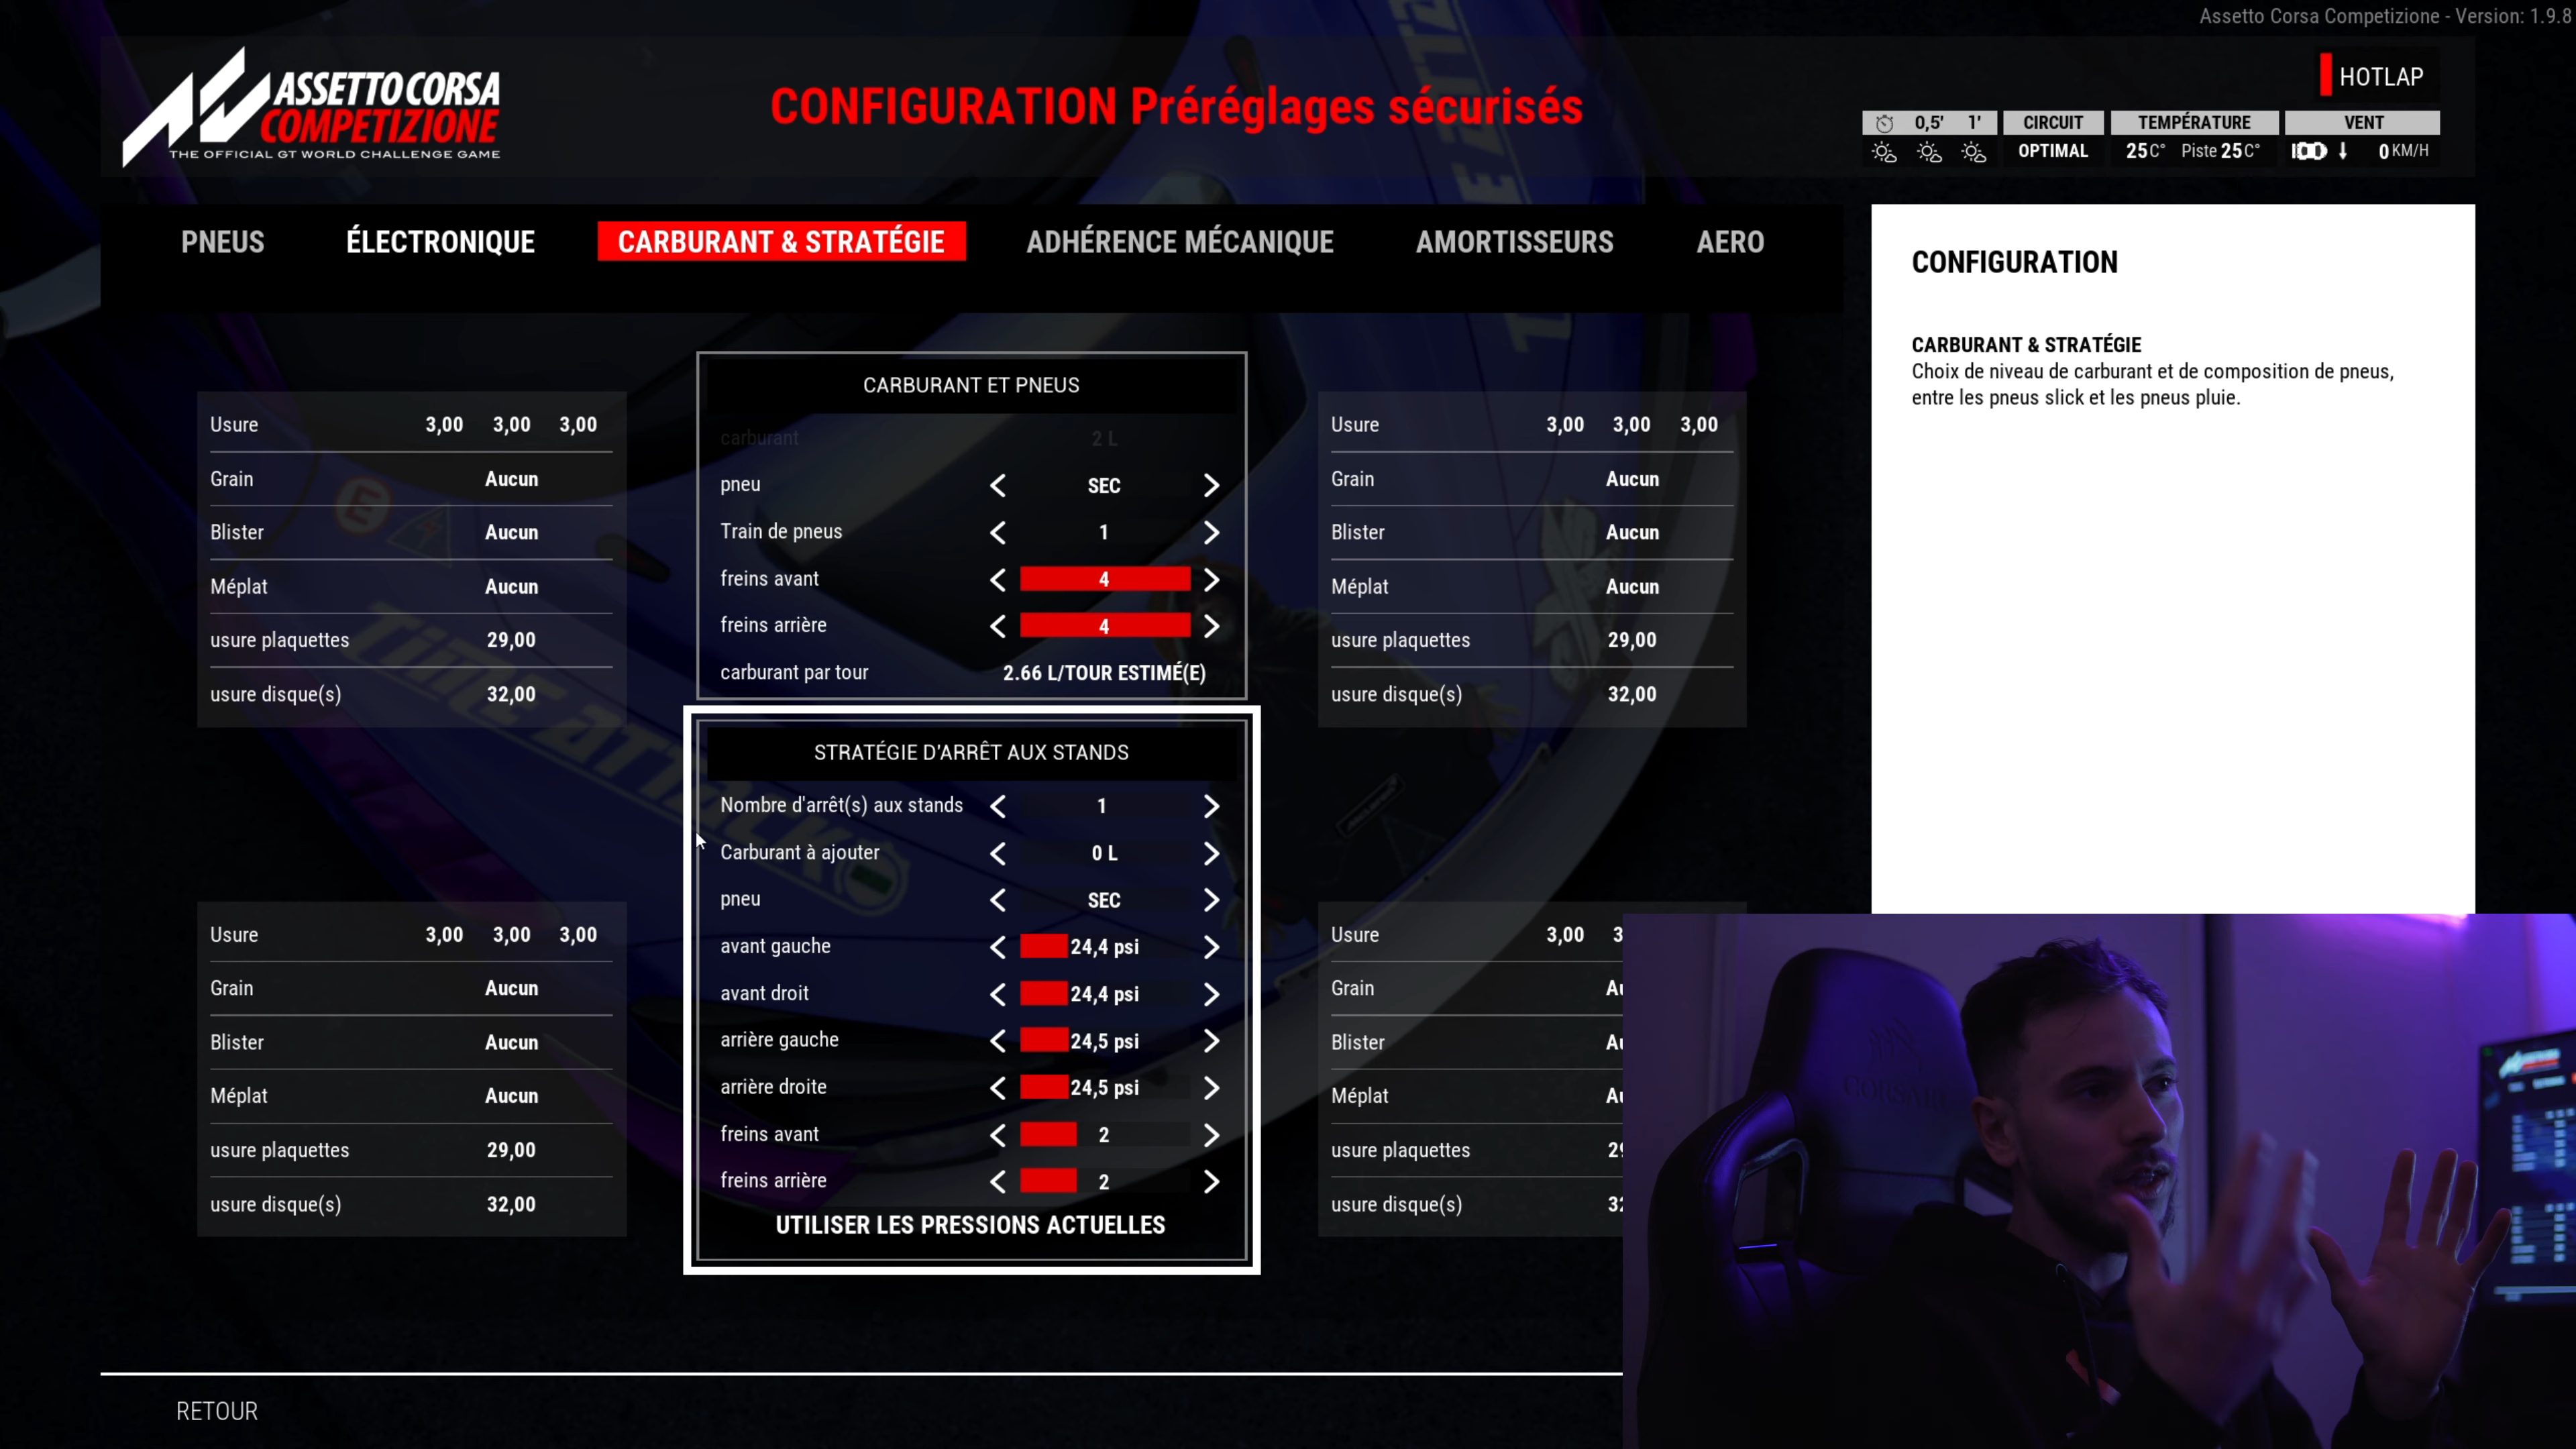 Assetto Corsa Competizione - Version: 1.9.8
ASSETTO CORSA
COMPETIZIONE
THE OFFICIAL GT WORLD CHALLENGE GAME
CONFIGURATION Préréglages sécurisés
HOTLAP
0,5' 1' CIRCUIT TEMPÉRATURE VENT
OPTIMAL 25 C° Piste 25 C° 0 KM/H
PNEUS ÉLECTRONIQUE CARBURANT & STRATÉGIE ADHÉRENCE MÉCANIQUE AMORTISSEURS AERO
Usure 3,00 3,00 3,00
Grain Aucun
Blister Aucun
Méplat Aucun
usure plaquettes 29,00
usure disque(s) 32,00
CARBURANT ET PNEUS
carburant 2 L
pneu SEC
Train de pneus 1
freins avant 4
freins arrière 4
carburant par tour 2.66 L/TOUR ESTIMÉ(E)
Usure 3,00 3,00 3,00
Grain Aucun
Blister Aucun
Méplat Aucun
usure plaquettes 29,00
usure disque(s) 32,00
CONFIGURATION
CARBURANT & STRATÉGIE
Choix de niveau de carburant et de composition de pneus,
entre les pneus slick et les pneus pluie.
Usure 3,00 3,00 3,00
Grain Aucun
Blister Aucun
Méplat Aucun
usure plaquettes 29,00
usure disque(s) 32,00
STRATÉGIE D'ARRÊT AUX STANDS
Nombre d'arrêt(s) aux stands 1
Carburant à ajouter 0 L
pneu SEC
avant gauche 24,4 psi
avant droit 24,4 psi
arrière gauche 24,5 psi
arrière droite 24,5 psi
freins avant 2
freins arrière 2
UTILISER LES PRESSIONS ACTUELLES
Usure 3,00
Grain
Blister
Méplat
usure plaquettes
usure disque(s)
TIME ATTACK
CORSAIR
RETOUR